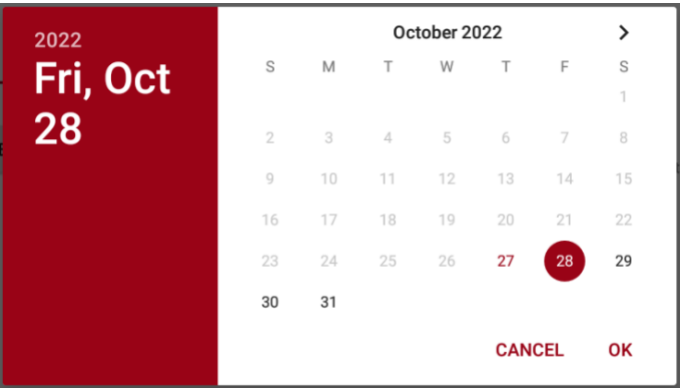 2022
Fri, Oct
28
October 2022
S M T W T F S
1
2 3 4 5 6 7 8
9 10 11 12 13 14 15
16 17 18 19 20 21 22
23 24 25 26 27 28 29
30 31
CANCEL OK